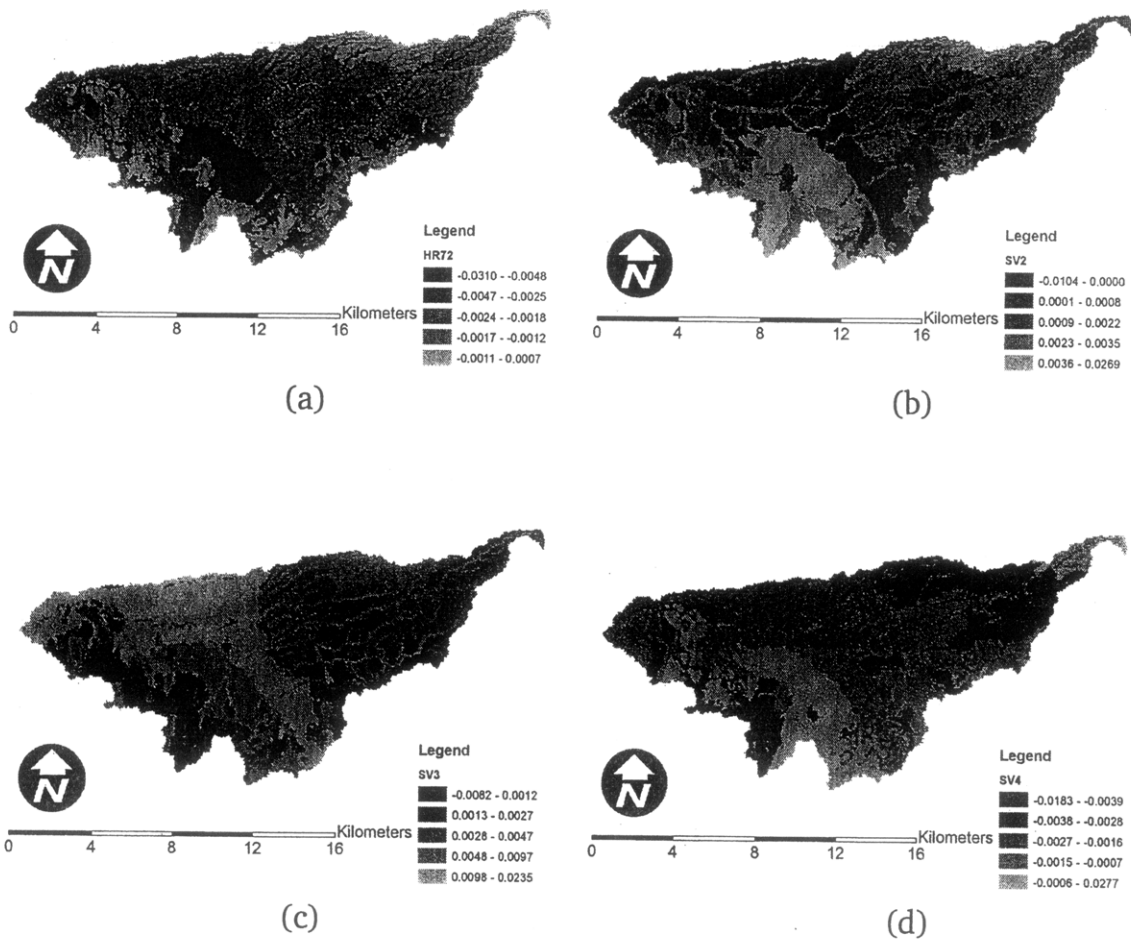 N
Legend
HR72
-0.0310 - -0.0048
-0.0047 - -0.0025
-0.0024 - -0.0018
-0.0017 - -0.0012
-0.0011 - 0.0007
Kilometers
0 4 8 12 16
(a)
N
Legend
SV2
-0.0104 - 0.0000
0.0001 - 0.0008
0.0009 - 0.0022
0.0023 - 0.0035
0.0036 - 0.0269
Kilometers
0 4 8 12 16
(b)
N
Legend
SV3
-0.0082 - 0.0012
0.0013 - 0.0027
0.0028 - 0.0047
0.0048 - 0.0097
0.0098 - 0.0235
Kilometers
0 4 8 12 16
(c)
N
Legend
SV4
-0.0183 - -0.0039
-0.0038 - -0.0028
-0.0027 - -0.0016
-0.0015 - -0.0007
-0.0006 - 0.0277
Kilometers
0 4 8 12 16
(d)